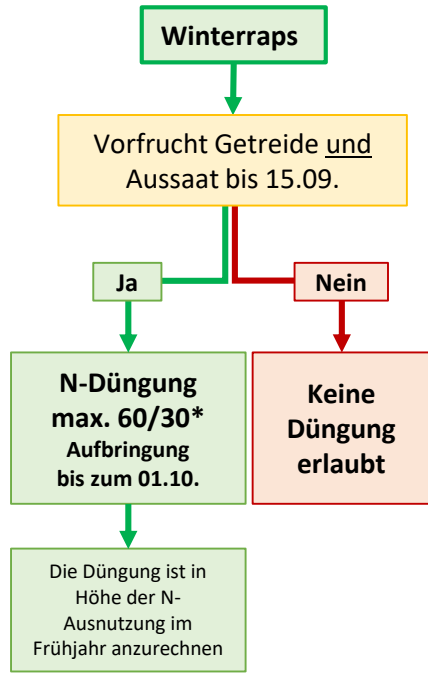 Winterraps
Vorfrucht Getreide und
Aussaat bis 15.09.
Ja
Nein
N-Düngung
max. 60/30*
Aufbringung
bis zum 01.10.
Keine
Düngung
erlaubt
Die Düngung ist in
Höhe der N-
Ausnutzung im
Frühjahr anzurechnen